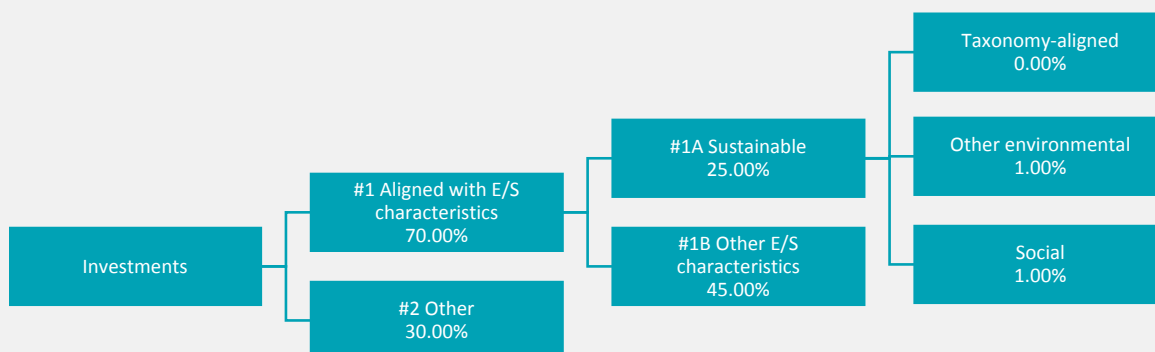 Investments
#1 Aligned with E/S
characteristics
70.00%
#2 Other
30.00%
#1A Sustainable
25.00%
#1B Other E/S
characteristics
45.00%
Taxonomy-aligned
0.00%
Other environmental
1.00%
Social
1.00%